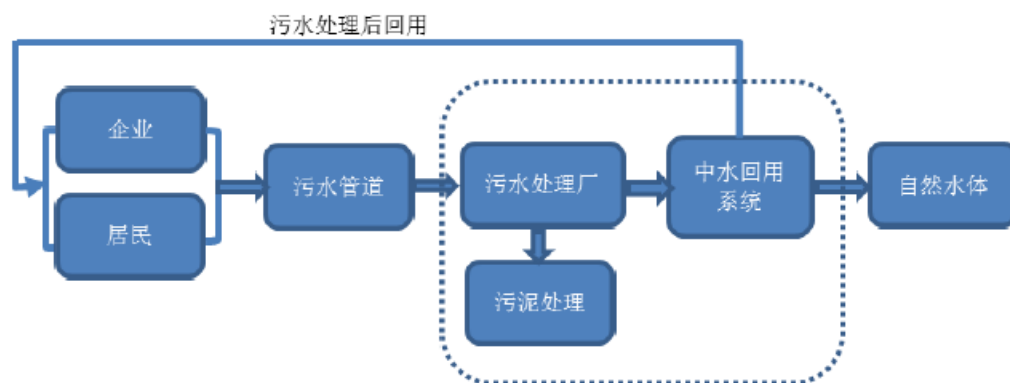 污水处理后回用
企业
居民
污水管道
污水处理厂
污泥处理
中水回用
系统
自然水体